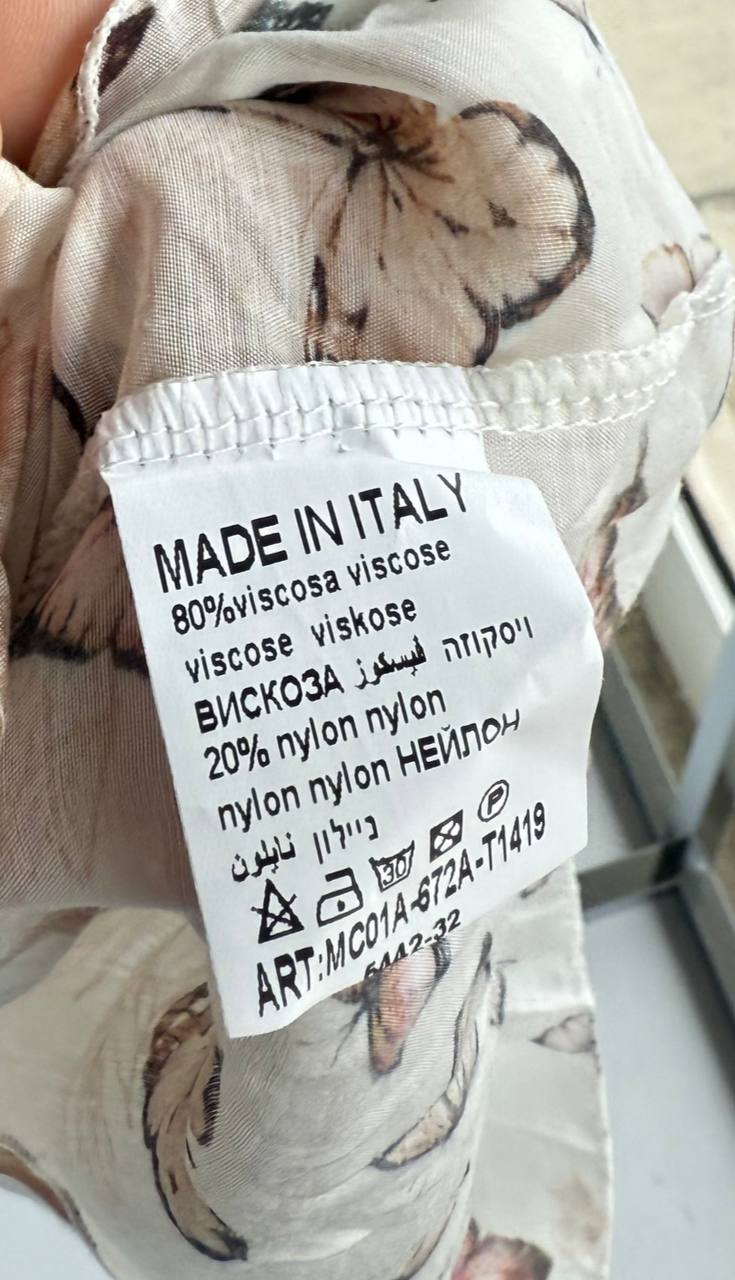 MADE IN ITALY
80%viscosa viscose
viscose viskose
ВИСКОЗА فيسكوز ויסקוזה
20% nylon nylon
nylon nylon НЕЙЛОН
نايلون ניילון
30 P
ART:MC01A-672A-T1419